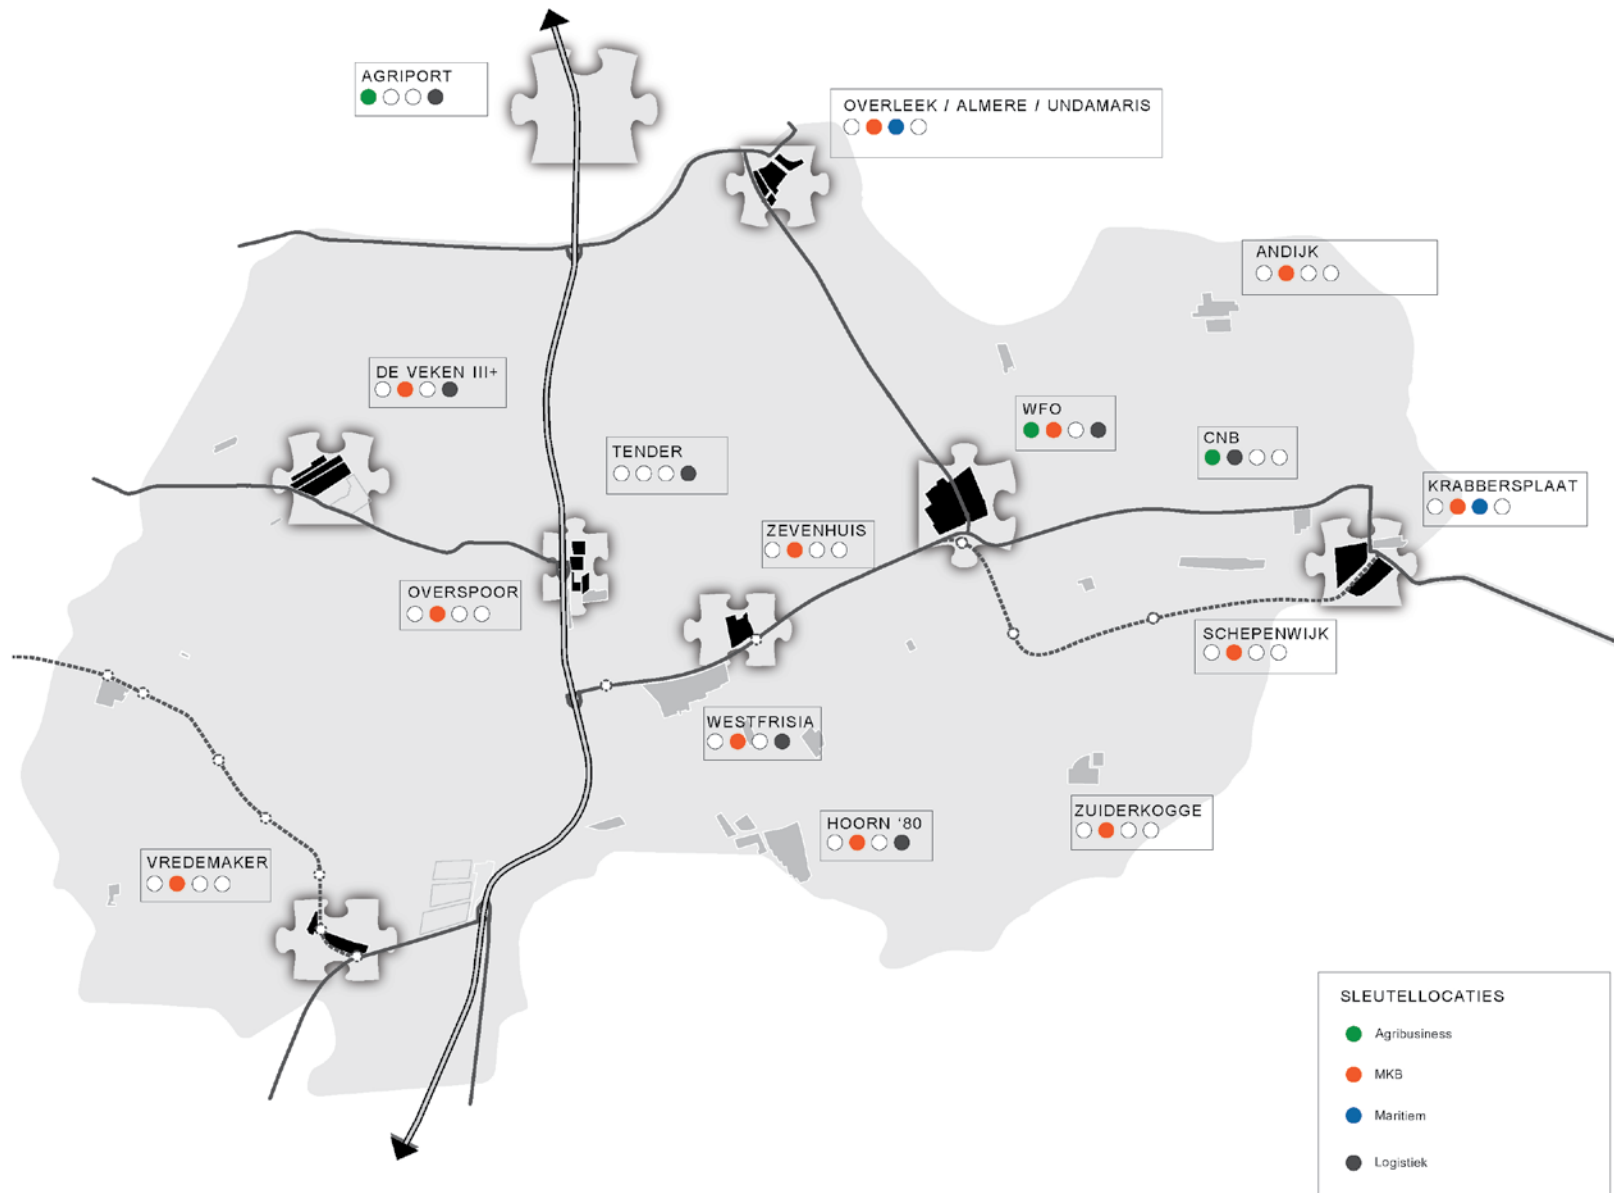 AGRIPORT
OVERLEEK / ALMERE / UNDAMARIS
ANDIJK
DE VEKEN III+
WFO
CNB
TENDER
KRABBERSPLAAT
ZEVENHUIS
OVERSPOOR
SCHEPENWIJK
WESTFRISIA
ZUIDERKOGGE
HOORN ‘80
VREDEMAKER
SLEUTELLOCATIES
Agribusiness
MKB
Maritiem
Logistiek